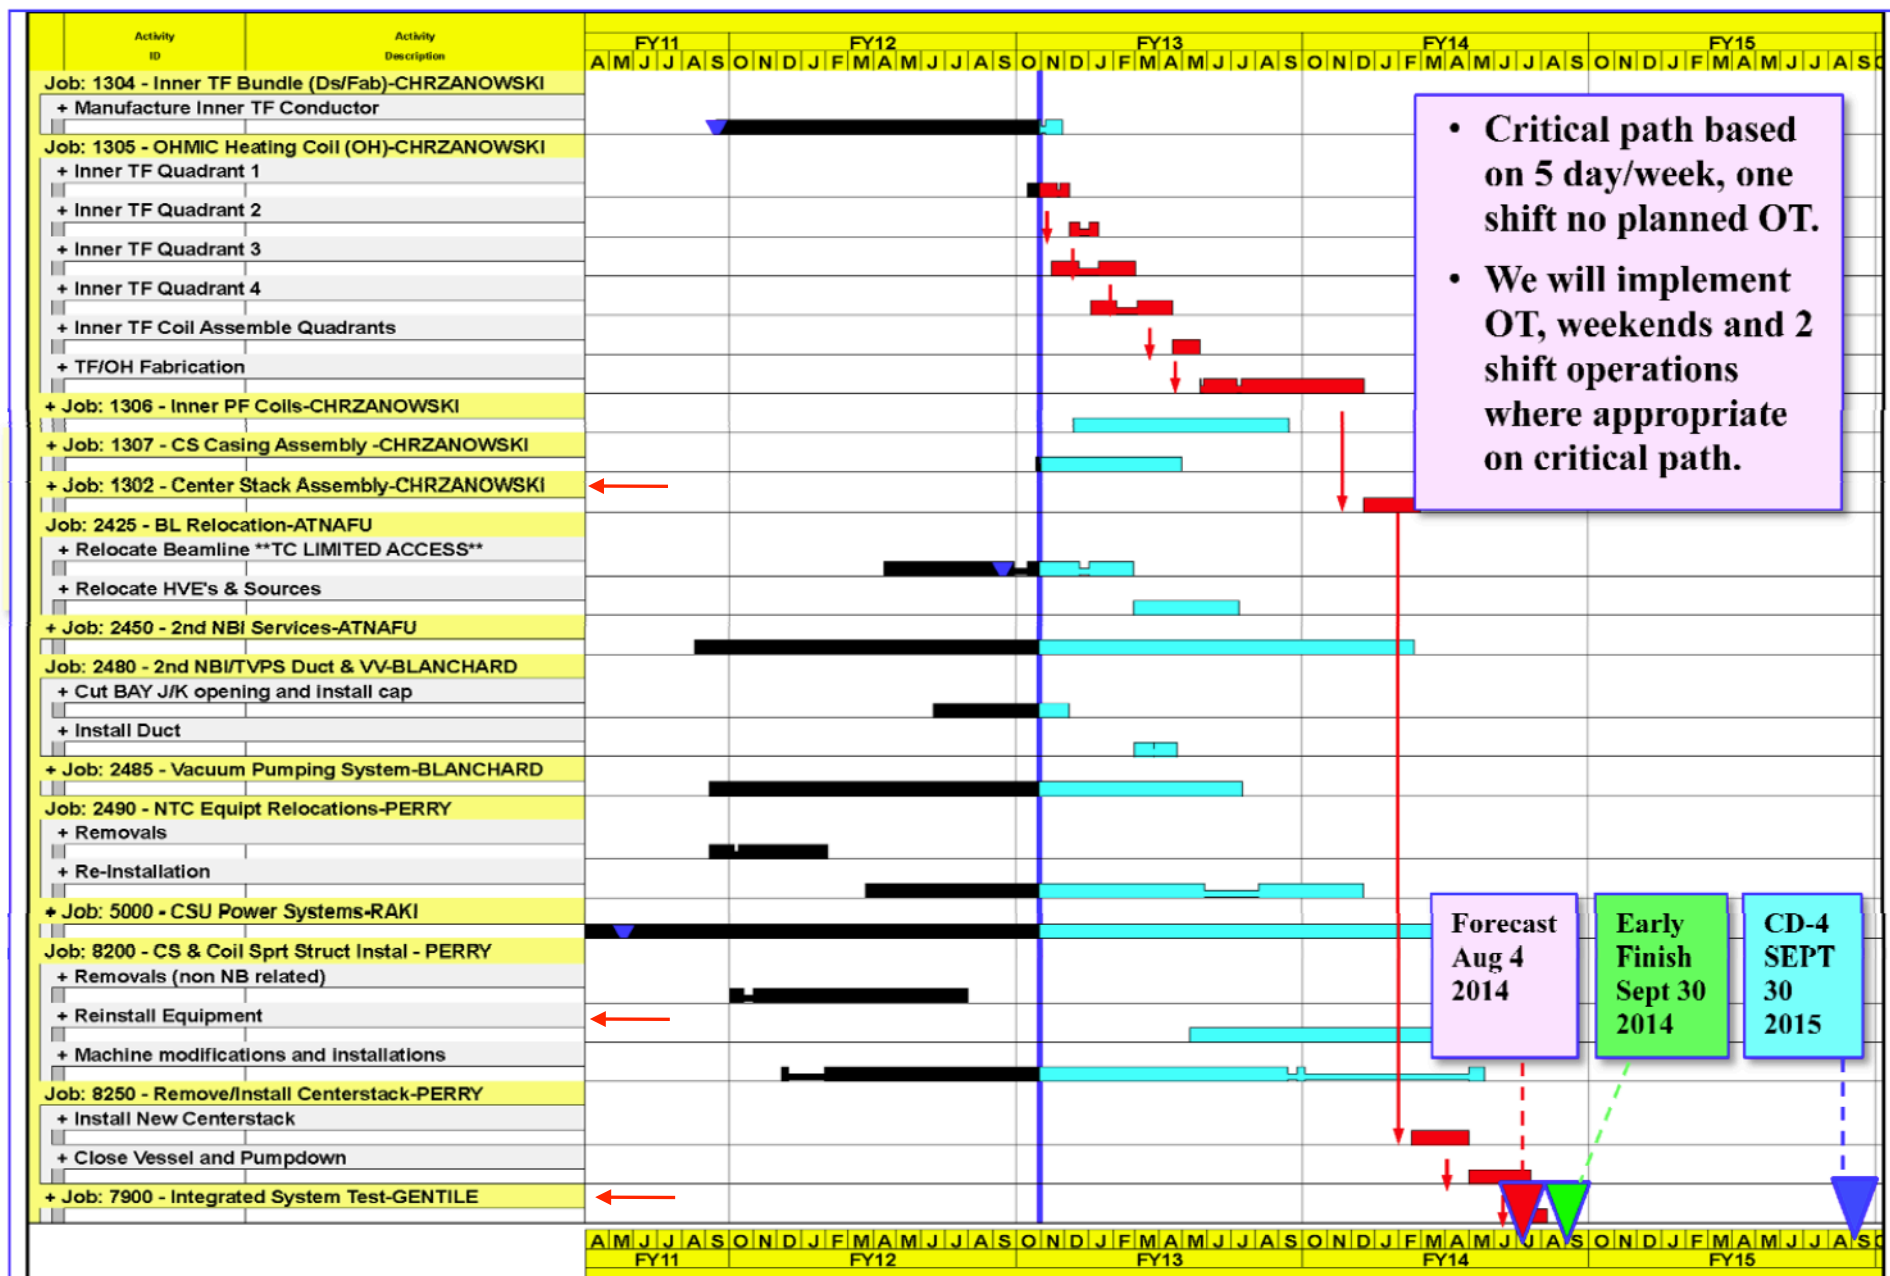 Activity
ID
Activity
Description
FY11 FY12 FY13 FY14 FY15
A M J J A S O N D J F M A M J J A S O N D J F M A M J J A S O N D J F M A M J J A S O N D J F M A M J J A S
Job: 1304 - Inner TF Bundle (Ds/Fab)-CHRZANOWSKI
+ Manufacture Inner TF Conductor
Job: 1305 - OHMIC Heating Coil (OH)-CHRZANOWSKI
+ Inner TF Quadrant 1
+ Inner TF Quadrant 2
+ Inner TF Quadrant 3
+ Inner TF Quadrant 4
+ Inner TF Coil Assemble Quadrants
+ TF/OH Fabrication
+ Job: 1306 - Inner PF Coils-CHRZANOWSKI
+ Job: 1307 - CS Casing Assembly -CHRZANOWSKI
+ Job: 1302 - Center Stack Assembly-CHRZANOWSKI
Job: 2425 - BL Relocation-ATNAFU
+ Relocate Beamline **TC LIMITED ACCESS**
+ Relocate HVE's & Sources
+ Job: 2450 - 2nd NBI Services-ATNAFU
Job: 2480 - 2nd NBI/TVPS Duct & VV-BLANCHARD
+ Cut BAY J/K opening and install cap
+ Install Duct
+ Job: 2485 - Vacuum Pumping System-BLANCHARD
Job: 2490 - NTC Equipt Relocations-PERRY
+ Removals
+ Re-Installation
+ Job: 5000 - CSU Power Systems-RAKI
Job: 8200 - CS & Coil Sprt Struct Instal - PERRY
+ Removals (non NB related)
+ Reinstall Equipment
+ Machine modifications and installations
Job: 8250 - Remove/Install Centerstack-PERRY
+ Install New Centerstack
+ Close Vessel and Pumpdown
+ Job: 7900 - Integrated System Test-GENTILE
• Critical path based
on 5 day/week, one
shift no planned OT.
• We will implement
OT, weekends and 2
shift operations
where appropriate
on critical path.
Forecast
Aug 4
2014
Early
Finish
Sept 30
2014
CD-4
SEPT
30
2015
A M J J A S O N D J F M A M J J A S O N D J F M A M J J A S O N D J F M A M J J A S O N D J F M A M J J A S
FY11 FY12 FY13 FY14 FY15